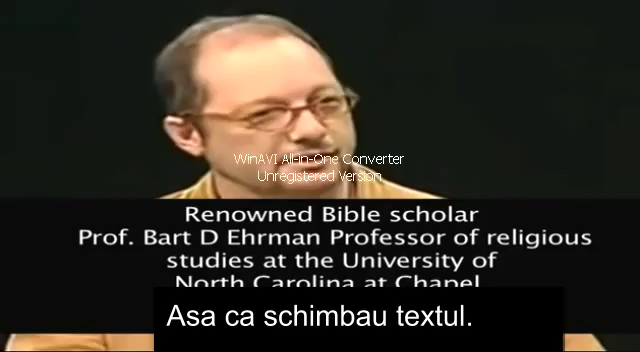 WinAVI All-in-One Converter
Unregistered Version
Renowned Bible scholar
Prof. Bart D Ehrman Professor of religious
studies at the University of
North Carolina at Chapel
Asa ca schimbau textul.